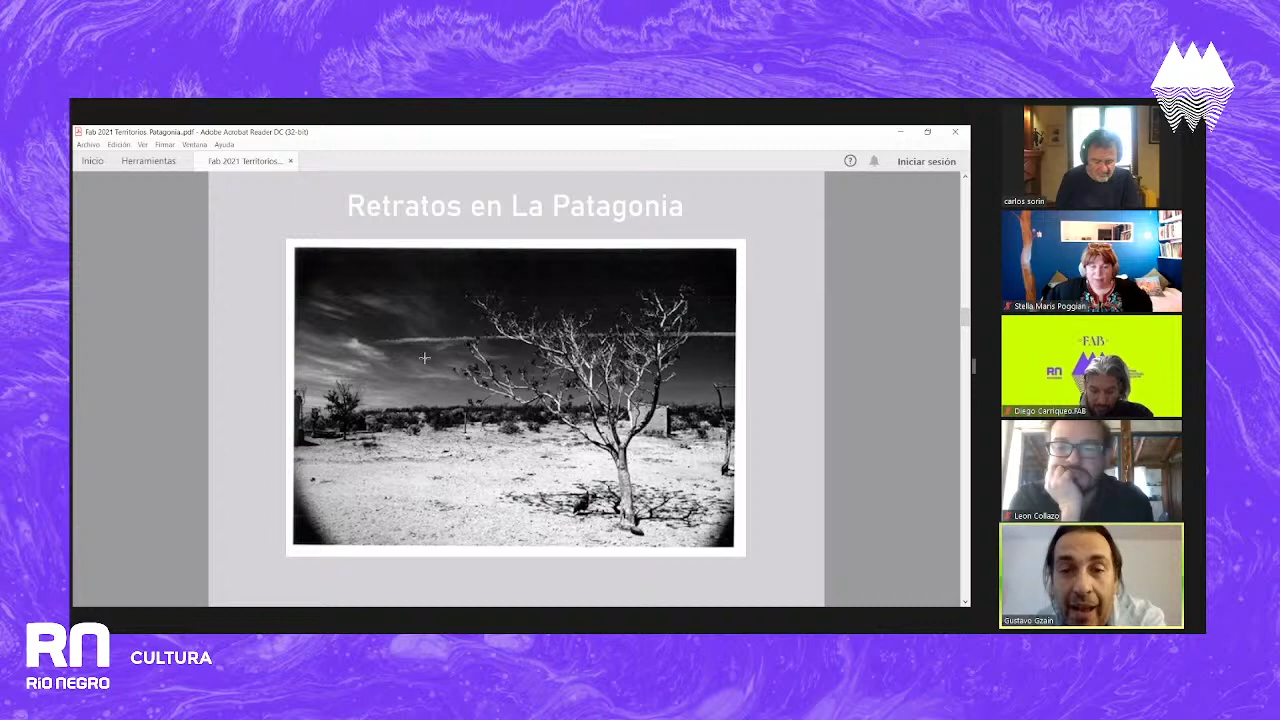 Fab 2021 Territorios Patagonia.pdf - Adobe Acrobat Reader DC (32-bit)
Archivo Edición Ver Firmar Ventana Ayuda
Inicio Herramientas Fab 2021 Territorios... × Iniciar sesión
Retratos en La Patagonia
carlos sorin
Stella Maris Poggian
FAB
RN
Diego Carriqueo.FAB
Leon Collazo
Gustavo Gzain
RN
RÍO NEGRO
CULTURA